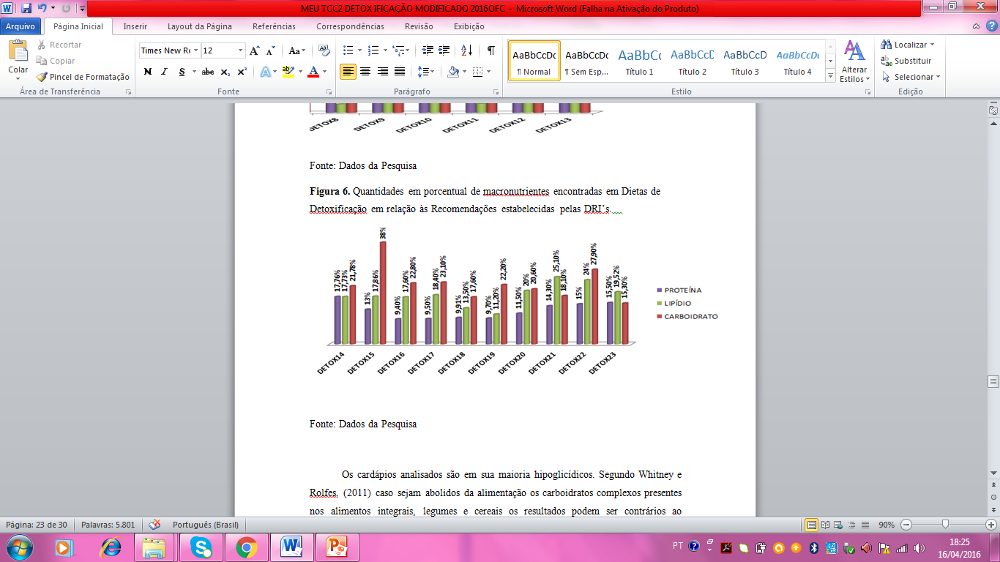 MEU TCC2 DETOX IFICAÇÃO MODIFICADO 2016OFC - Microsoft Word (Falha na Ativação do Produto)
Arquivo Página Inicial Inserir Layout da Página Referências Correspondências Revisão Exibição
Colar
Recortar
Copiar
Pincel de Formatação
Área de Transferência
Times New Ro 12
Fonte
Parágrafo
AaBbCcDc AaBbCcDc AaBbCc AaBbCcD AaBbCcDc AaBbCcDc
¶ Normal ¶ Sem Esp... Título 1 Título 2 Título 3 Título 4
Alterar Estilos
Estilo
Localizar
Substituir
Selecionar
Edição
DETOX8 DETOX9 DETOX10 DETOX11 DETOX12 DETOX13
Fonte: Dados da Pesquisa
Figura 6. Quantidades em porcentual de macronutrientes encontradas em Dietas de
Detoxificação em relação às Recomendações estabelecidas pelas DRI's.
17,76% 17,73% 21,78% 13% 17,86% 38% 9,40% 17,60% 22,80% 9,50% 18,40% 23,10% 9,91% 13,50% 17,60% 9,70% 11,20% 22,20% 11,50% 20% 20,60% 14,30% 25,10% 18,10% 15% 24% 27,90% 15,50% 19,52% 15,30%
PROTEÍNA
LIPÍDIO
CARBOIDRATO
DETOX14 DETOX15 DETOX16 DETOX17 DETOX18 DETOX19 DETOX20 DETOX21 DETOX22 DETOX23
Fonte: Dados da Pesquisa
Os cardápios analisados são em sua maioria hipoglicídicos. Segundo Whitney e
Rolfes, (2011) caso sejam abolidos da alimentação os carboidratos complexos presentes
nos alimentos integrais, legumes e cereais os resultados podem ser contrários ao
Página: 23 de 30 Palavras: 5.801 Português (Brasil) 90%
PT 18:25
16/04/2016